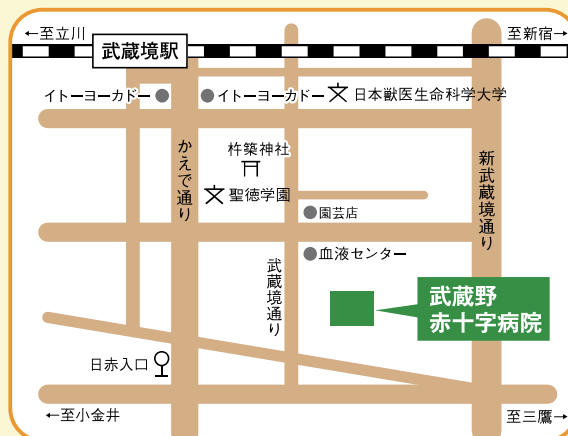 ←至立川
至新宿→
武蔵境駅
イトーヨーカドー
イトーヨーカドー
日本獣医生命科学大学
かえで通り
杵築神社
新武蔵境通り
聖徳学園
園芸店
血液センター
武蔵境通り
武蔵野
赤十字病院
日赤入口
←至小金井
至三鷹→